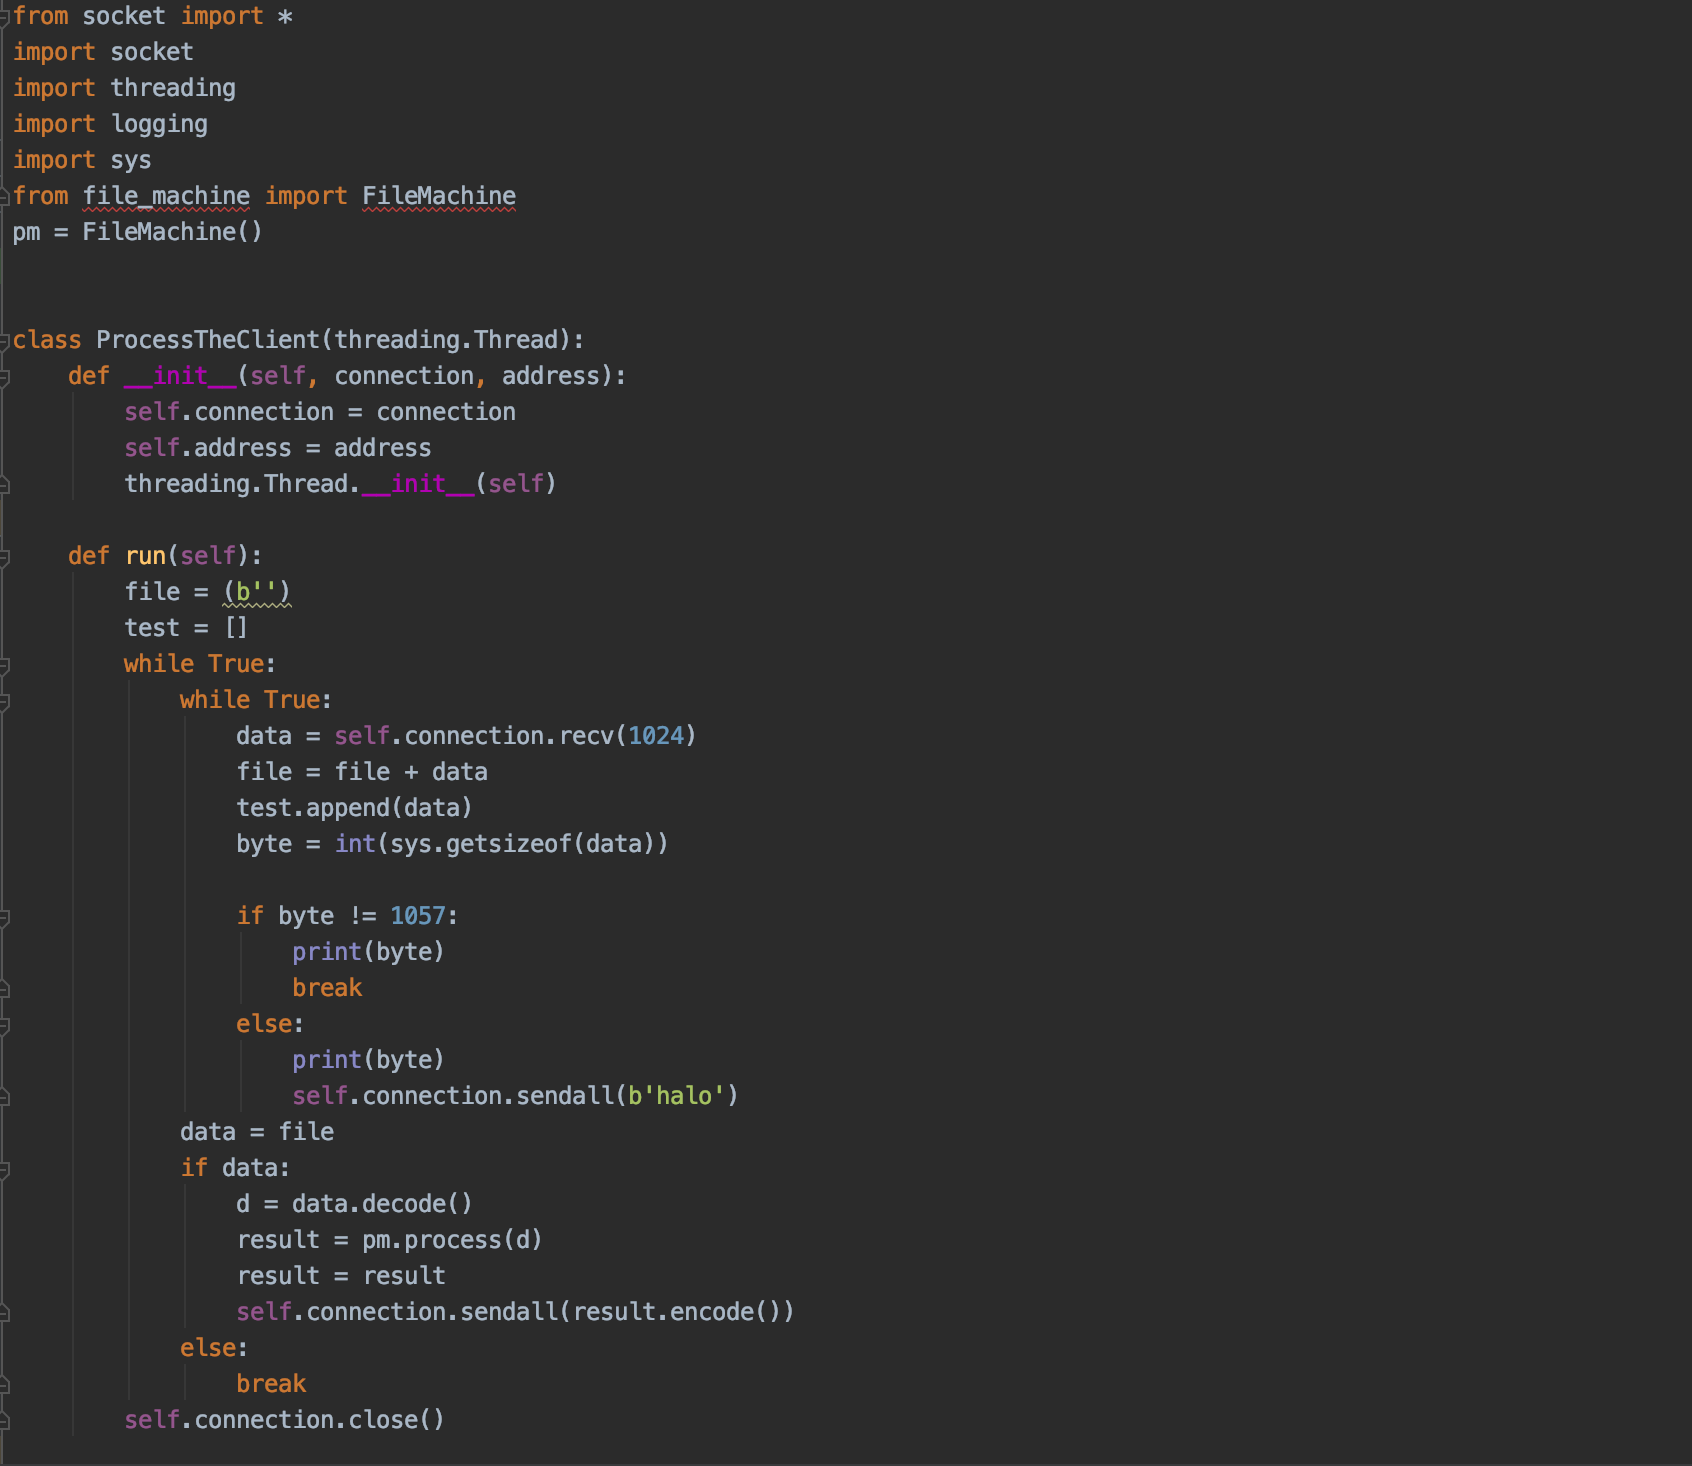 from socket import *
import socket
import threading
import logging
import sys
from file_machine import FileMachine
pm = FileMachine()
class ProcessTheClient(threading.Thread):
    def __init__(self, connection, address):
        self.connection = connection
        self.address = address
        threading.Thread.__init__(self)
    def run(self):
        file = (b'')
        test = []
        while True:
            while True:
                data = self.connection.recv(1024)
                file = file + data
                test.append(data)
                byte = int(sys.getsizeof(data))
                if byte != 1057:
                    print(byte)
                    break
                else:
                    print(byte)
                    self.connection.sendall(b'halo')
            data = file
            if data:
                d = data.decode()
                result = pm.process(d)
                result = result
                self.connection.sendall(result.encode())
            else:
                break
        self.connection.close()